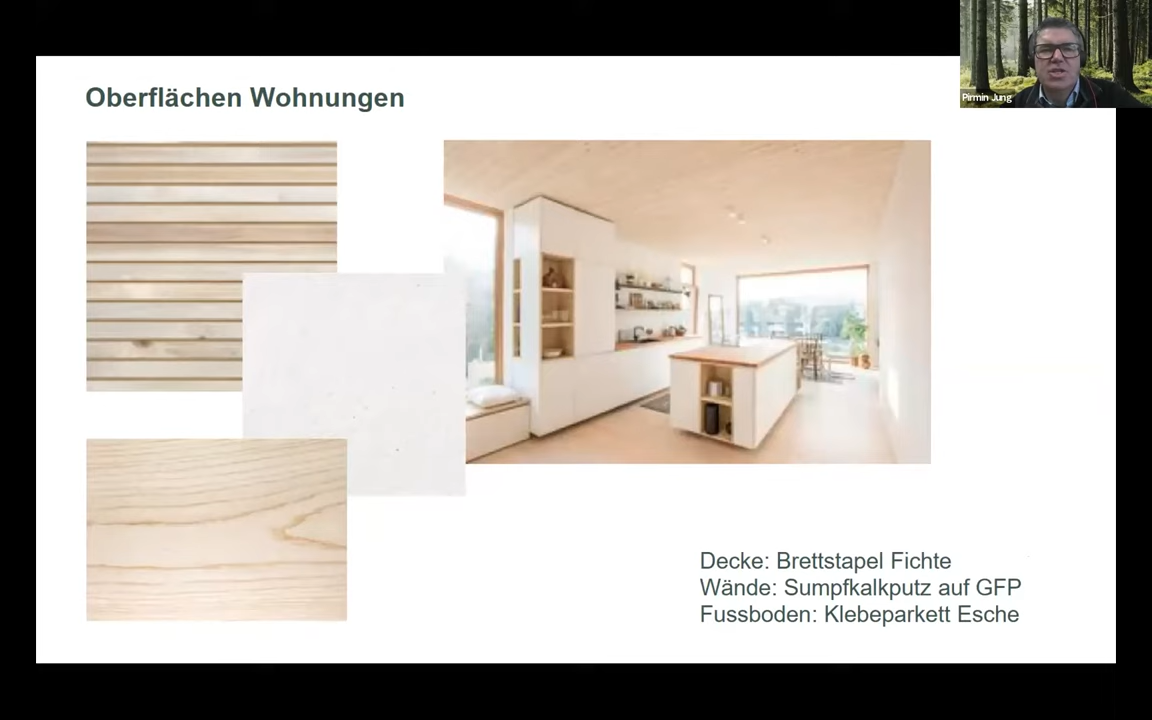 Oberflächen Wohnungen
Pirmin Jung
Decke: Brettstapel Fichte
Wände: Sumpfkalkputz auf GFP
Fussboden: Klebeparkett Esche